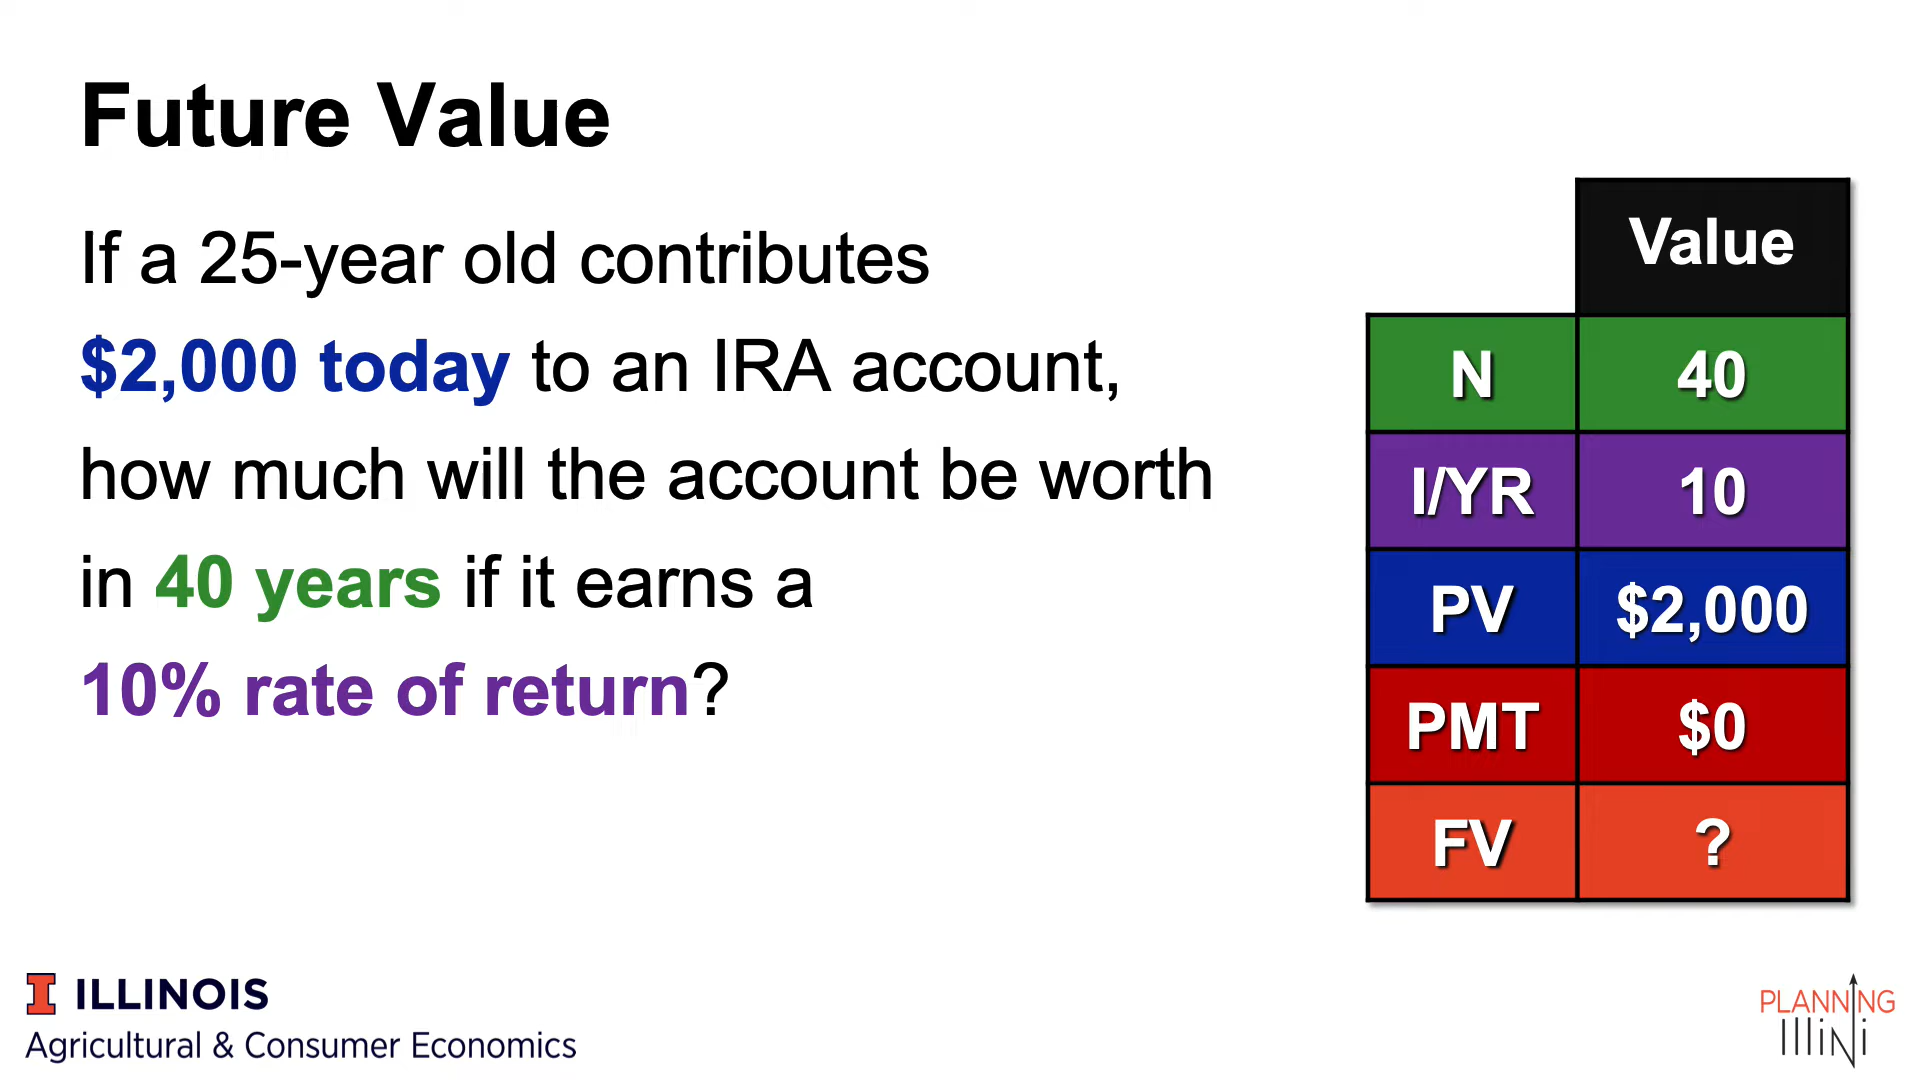 Future Value
If a 25-year old contributes
$2,000 today to an IRA account,
how much will the account be worth
in 40 years if it earns a
10% rate of return?
Value
N 40
I/YR 10
PV $2,000
PMT $0
FV ?
I ILLINOIS
Agricultural & Consumer Economics
PLANNING
IlliNi